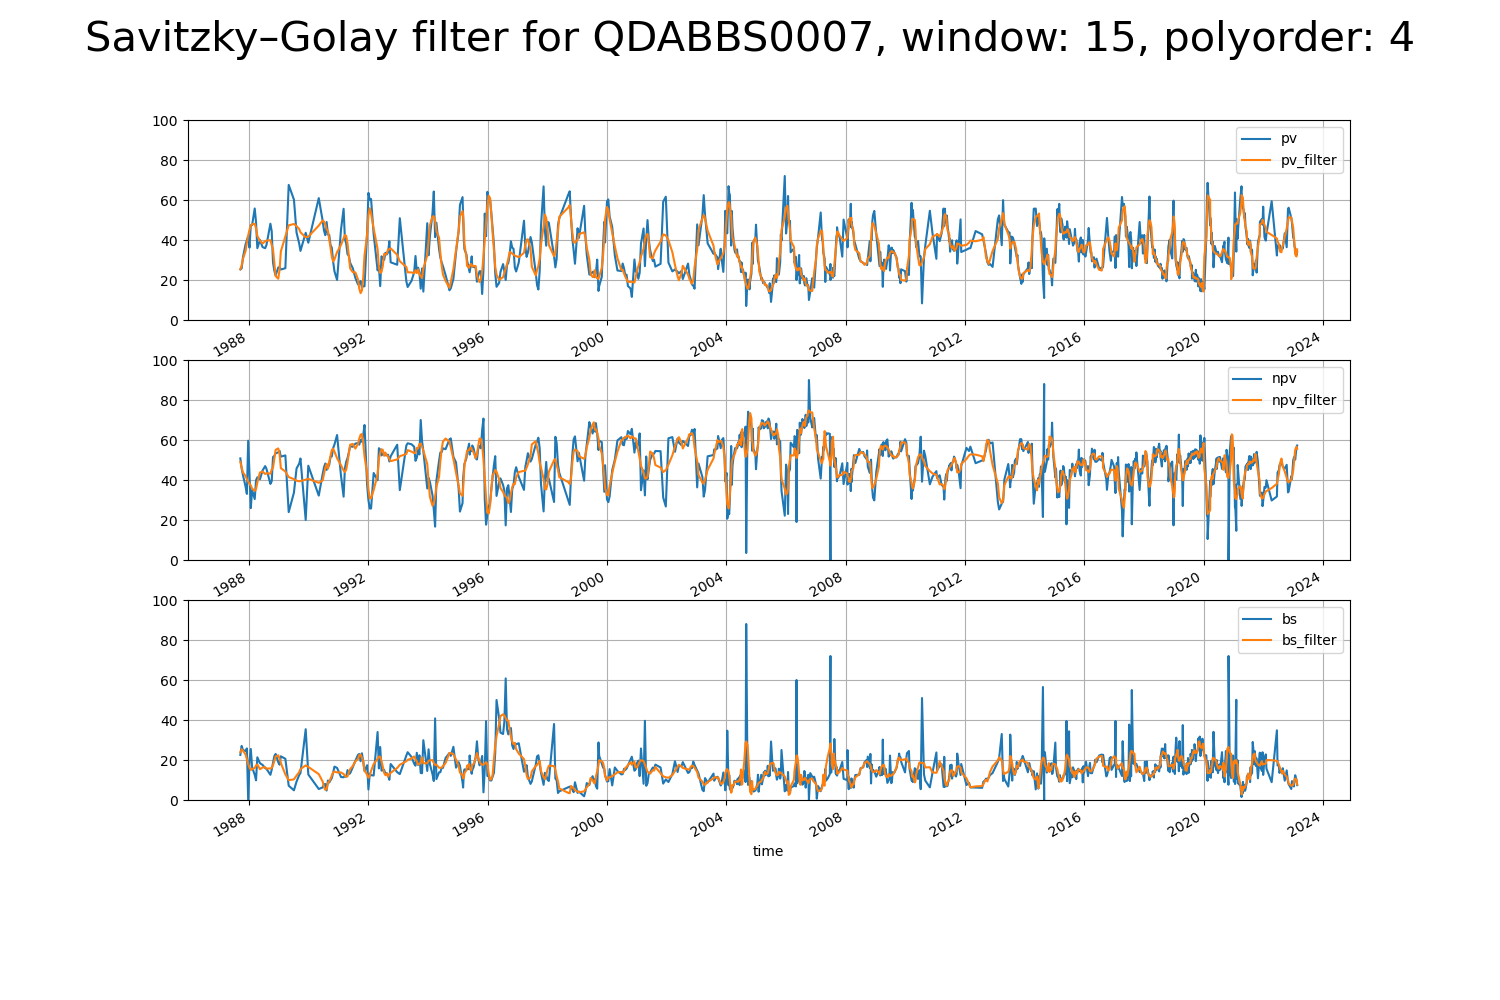 Savitzky–Golay filter for QDABBS0007, window: 15, polyorder: 4
100
80
60
40
20
0
pv
pv_filter
1988 1992 1996 2000 2004 2008 2012 2016 2020 2024
100
80
60
40
20
0
npv
npv_filter
1988 1992 1996 2000 2004 2008 2012 2016 2020 2024
100
80
60
40
20
0
bs
bs_filter
1988 1992 1996 2000 2004 2008 2012 2016 2020 2024
time